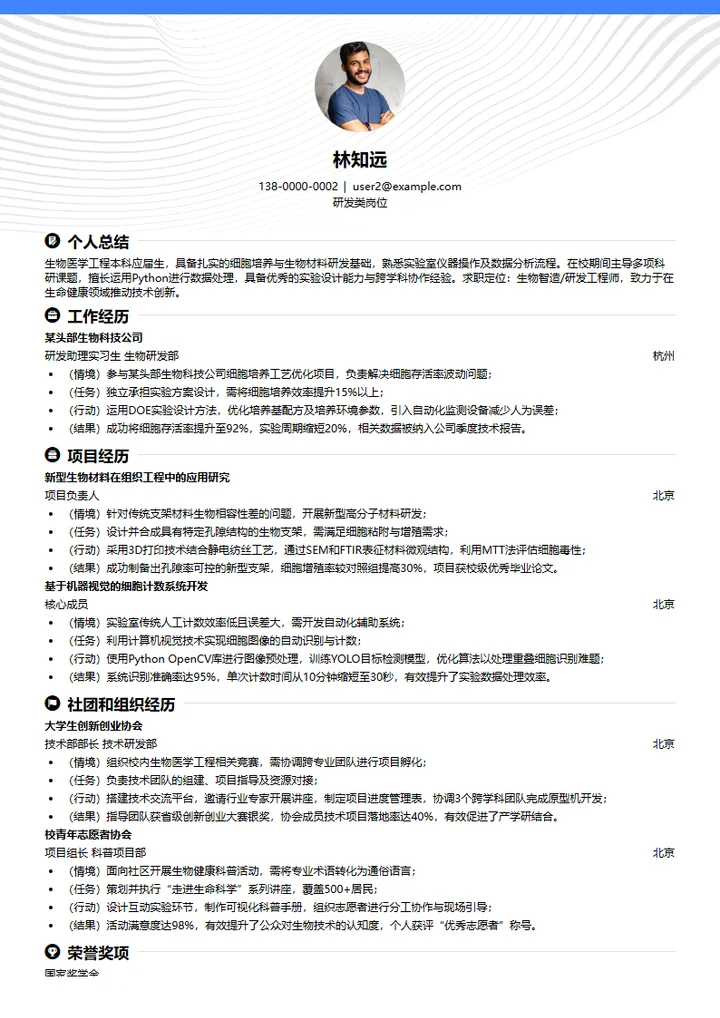 林知远
138-0000-0002 | user2@example.com
研发类岗位
个人总结
生物医学工程本科应届生，具备扎实的细胞培养与生物材料研发基础，熟悉实验室仪器操作及数据分析流程。在校期间主导多项科
研课题，擅长运用Python进行数据处理，具备优秀的实验设计能力与跨学科协作经验。求职定位：生物智造/研发工程师，致力于在
生命健康领域推动技术创新。
工作经历
某头部生物科技公司
研发助理实习生 生物研发部 杭州
• （情境）参与某头部生物科技公司细胞培养工艺优化项目，负责解决细胞存活率波动问题；
• （任务）独立承担实验方案设计，需将细胞培养效率提升15%以上；
• （行动）运用DOE实验设计方法，优化培养基配方及培养环境参数，引入自动化监测设备减少人为误差；
• （结果）成功将细胞存活率提升至92%，实验周期缩短20%，相关数据被纳入公司季度技术报告。
项目经历
新型生物材料在组织工程中的应用研究
项目负责人 北京
• （情境）针对传统支架材料生物相容性差的问题，开展新型高分子材料研发；
• （任务）设计并合成具有特定孔隙结构的生物支架，需满足细胞粘附与增殖需求；
• （行动）采用3D打印技术结合静电纺丝工艺，通过SEM和FTIR表征材料微观结构，利用MTT法评估细胞毒性；
• （结果）成功制备出孔隙率可控的新型支架，细胞增殖率较对照组提高30%，项目获校级优秀毕业论文。
基于机器视觉的细胞计数系统开发
核心成员 北京
• （情境）实验室传统人工计数效率低且误差大，需开发自动化辅助系统；
• （任务）利用计算机视觉技术实现细胞图像的自动识别与计数；
• （行动）使用Python OpenCV库进行图像预处理，训练YOLO目标检测模型，优化算法以处理重叠细胞识别难题；
• （结果）系统识别准确率达95%，单次计数时间从10分钟缩短至30秒，有效提升了实验数据处理效率。
社团和组织经历
大学生创新创业协会
技术部部长 技术研发部 北京
• （情境）组织校内生物医学工程相关竞赛，需协调跨专业团队进行项目孵化；
• （任务）负责技术团队的组建、项目指导及资源对接；
• （行动）搭建技术交流平台，邀请行业专家开展讲座，制定项目进度管理表，协调3个跨学科团队完成原型机开发；
• （结果）指导团队获省级创新创业大赛银奖，协会成员技术项目落地率达40%，有效促进了产学研结合。
校青年志愿者协会
项目组长 科普项目部 北京
• （情境）面向社区开展生物健康科普活动，需将专业术语转化为通俗语言；
• （任务）策划并执行“走进生命科学”系列讲座，覆盖500+居民；
• （行动）设计互动实验环节，制作可视化科普手册，组织志愿者进行分工协作与现场引导；
• （结果）活动满意度达98%，有效提升了公众对生物技术的认知度，个人获评“优秀志愿者”称号。
荣誉奖项
国家奖学金